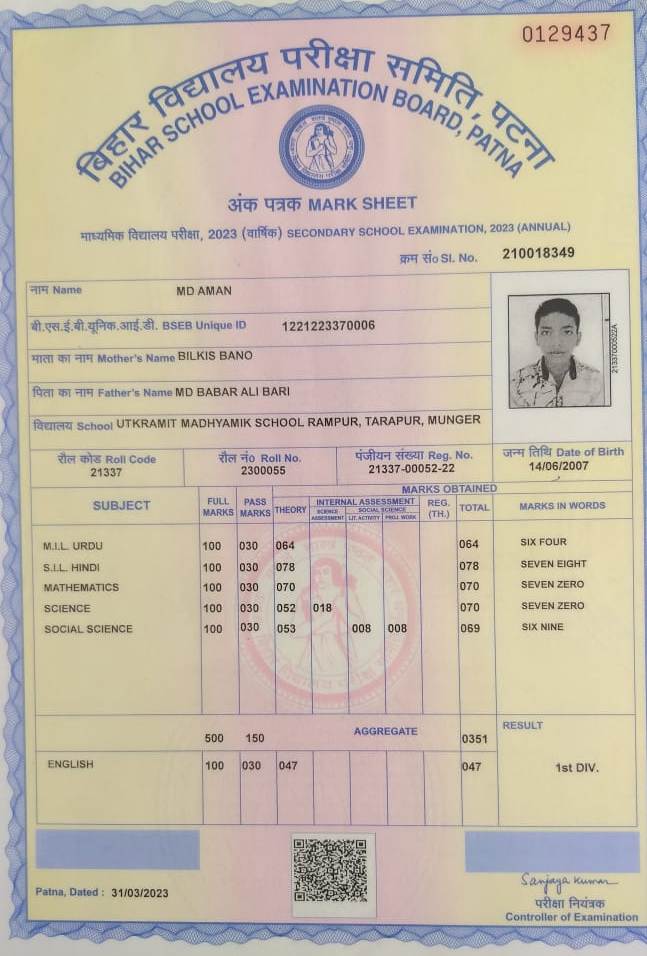 0129437
बिहार विद्यालय परीक्षा समिति, पटना
BIHAR SCHOOL EXAMINATION BOARD, PATNA
अंक पत्रक MARK SHEET
माध्यमिक विद्यालय परीक्षा, 2023 (वार्षिक) SECONDARY SCHOOL EXAMINATION, 2023 (ANNUAL)
क्रम सं० Sl. No. 210018349
नाम Name MD AMAN
बी.एस.ई.बी.यूनिक.आई.डी. BSEB Unique ID 1221223370006
माता का नाम Mother's Name BILKIS BANO
पिता का नाम Father's Name MD BABAR ALI BARI
विद्यालय School UTKRAMIT MADHYAMIK SCHOOL RAMPUR, TARAPUR, MUNGER
रौल कोड Roll Code रौल नं० Roll No. पंजीयन संख्या Reg. No. जन्म तिथि Date of Birth
21337 2300055 21337-00052-22 14/06/2007
MARKS OBTAINED
SUBJECT FULL MARKS PASS MARKS THEORY INTERNAL ASSESSMENT REG. (TH.) TOTAL MARKS IN WORDS
SCIENCE ASSESSMENT SOCIAL SCIENCE LIT. ACTIVITY PROJ. WORK
M.I.L. URDU 100 030 064 064 SIX FOUR
S.I.L. HINDI 100 030 078 078 SEVEN EIGHT
MATHEMATICS 100 030 070 070 SEVEN ZERO
SCIENCE 100 030 052 018 070 SEVEN ZERO
SOCIAL SCIENCE 100 030 053 008 008 069 SIX NINE
500 150 AGGREGATE 0351 RESULT
ENGLISH 100 030 047 047 1st DIV.
Patna, Dated : 31/03/2023
Sanjaya Kumar
परीक्षा नियंत्रक
Controller of Examination